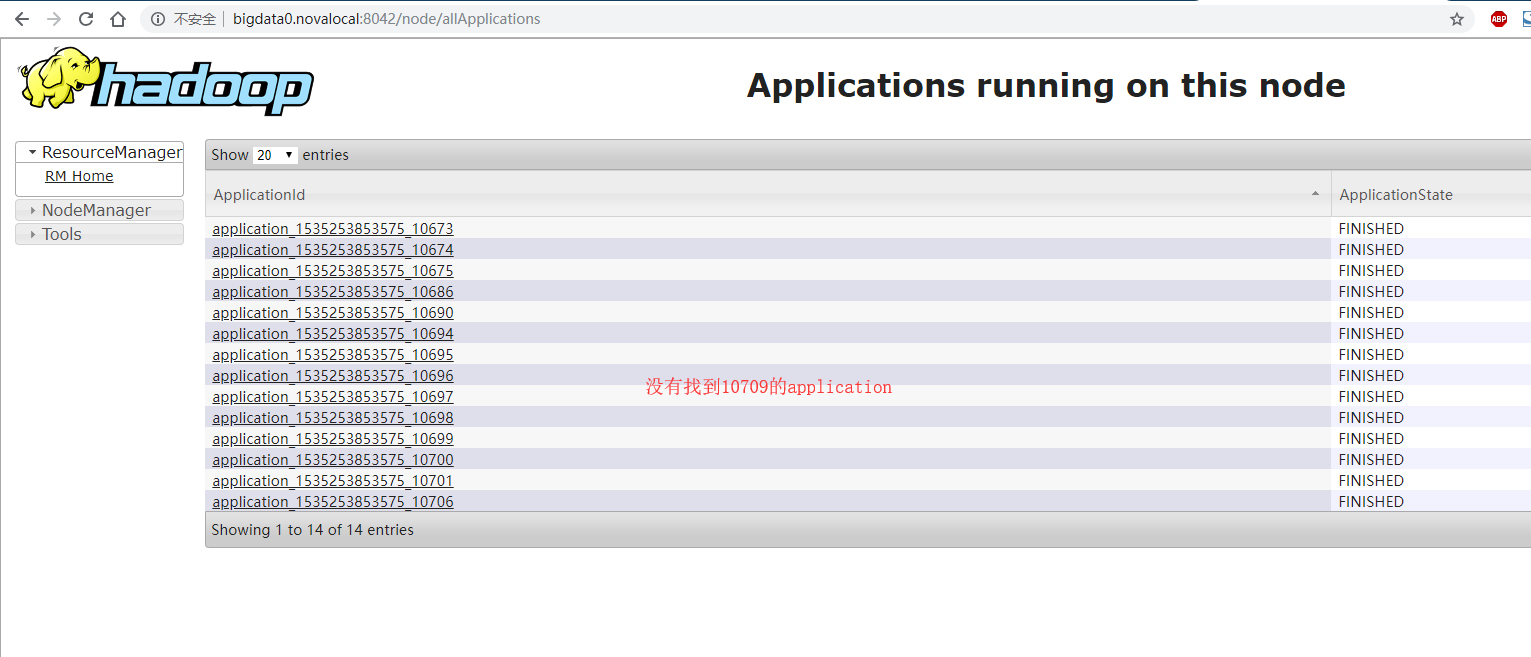 不安全 bigdata0.novalocal:8042/node/allApplications
ABP
hadoop
Applications running on this node
ResourceManager
RM Home
NodeManager
Tools
Show 20 entries
ApplicationId ApplicationState
application_1535253853575_10673 FINISHED
application_1535253853575_10674 FINISHED
application_1535253853575_10675 FINISHED
application_1535253853575_10686 FINISHED
application_1535253853575_10690 FINISHED
application_1535253853575_10694 FINISHED
application_1535253853575_10695 FINISHED
application_1535253853575_10696 FINISHED
没有找到10709的application
application_1535253853575_10697 FINISHED
application_1535253853575_10698 FINISHED
application_1535253853575_10699 FINISHED
application_1535253853575_10700 FINISHED
application_1535253853575_10701 FINISHED
application_1535253853575_10706 FINISHED
Showing 1 to 14 of 14 entries